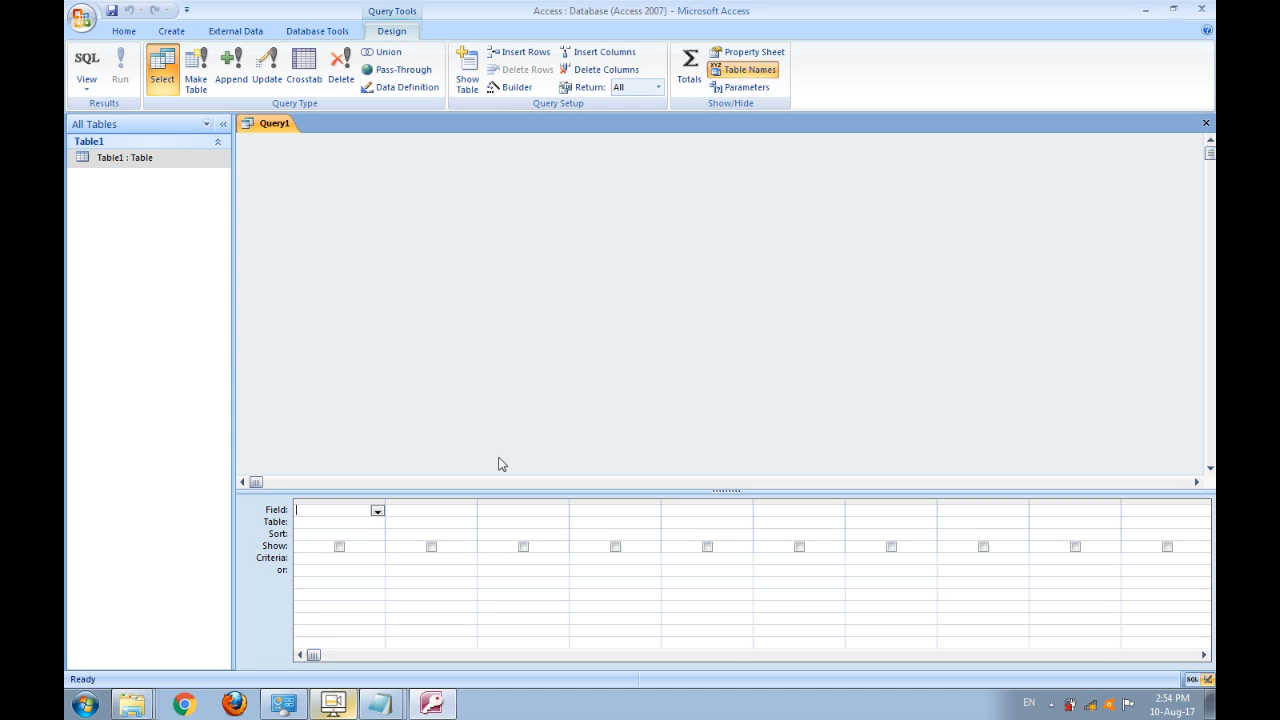 Query Tools
Access : Database (Access 2007) - Microsoft Access
Home
Create
External Data
Database Tools
Design
SQL
View
Run
Results
Select
Make Table
Append
Update
Crosstab
Delete
Union
Pass-Through
Data Definition
Query Type
Show Table
Insert Rows
Delete Rows
Builder
Insert Columns
Delete Columns
Return: All
Query Setup
Σ
Totals
Property Sheet
XYZ
Table Names
Parameters
Show/Hide
All Tables
Table1
Table1 : Table
Query1
Field:
Table:
Sort:
Show:
Criteria:
or:
Ready
SQL
EN
2:54 PM
10-Aug-17